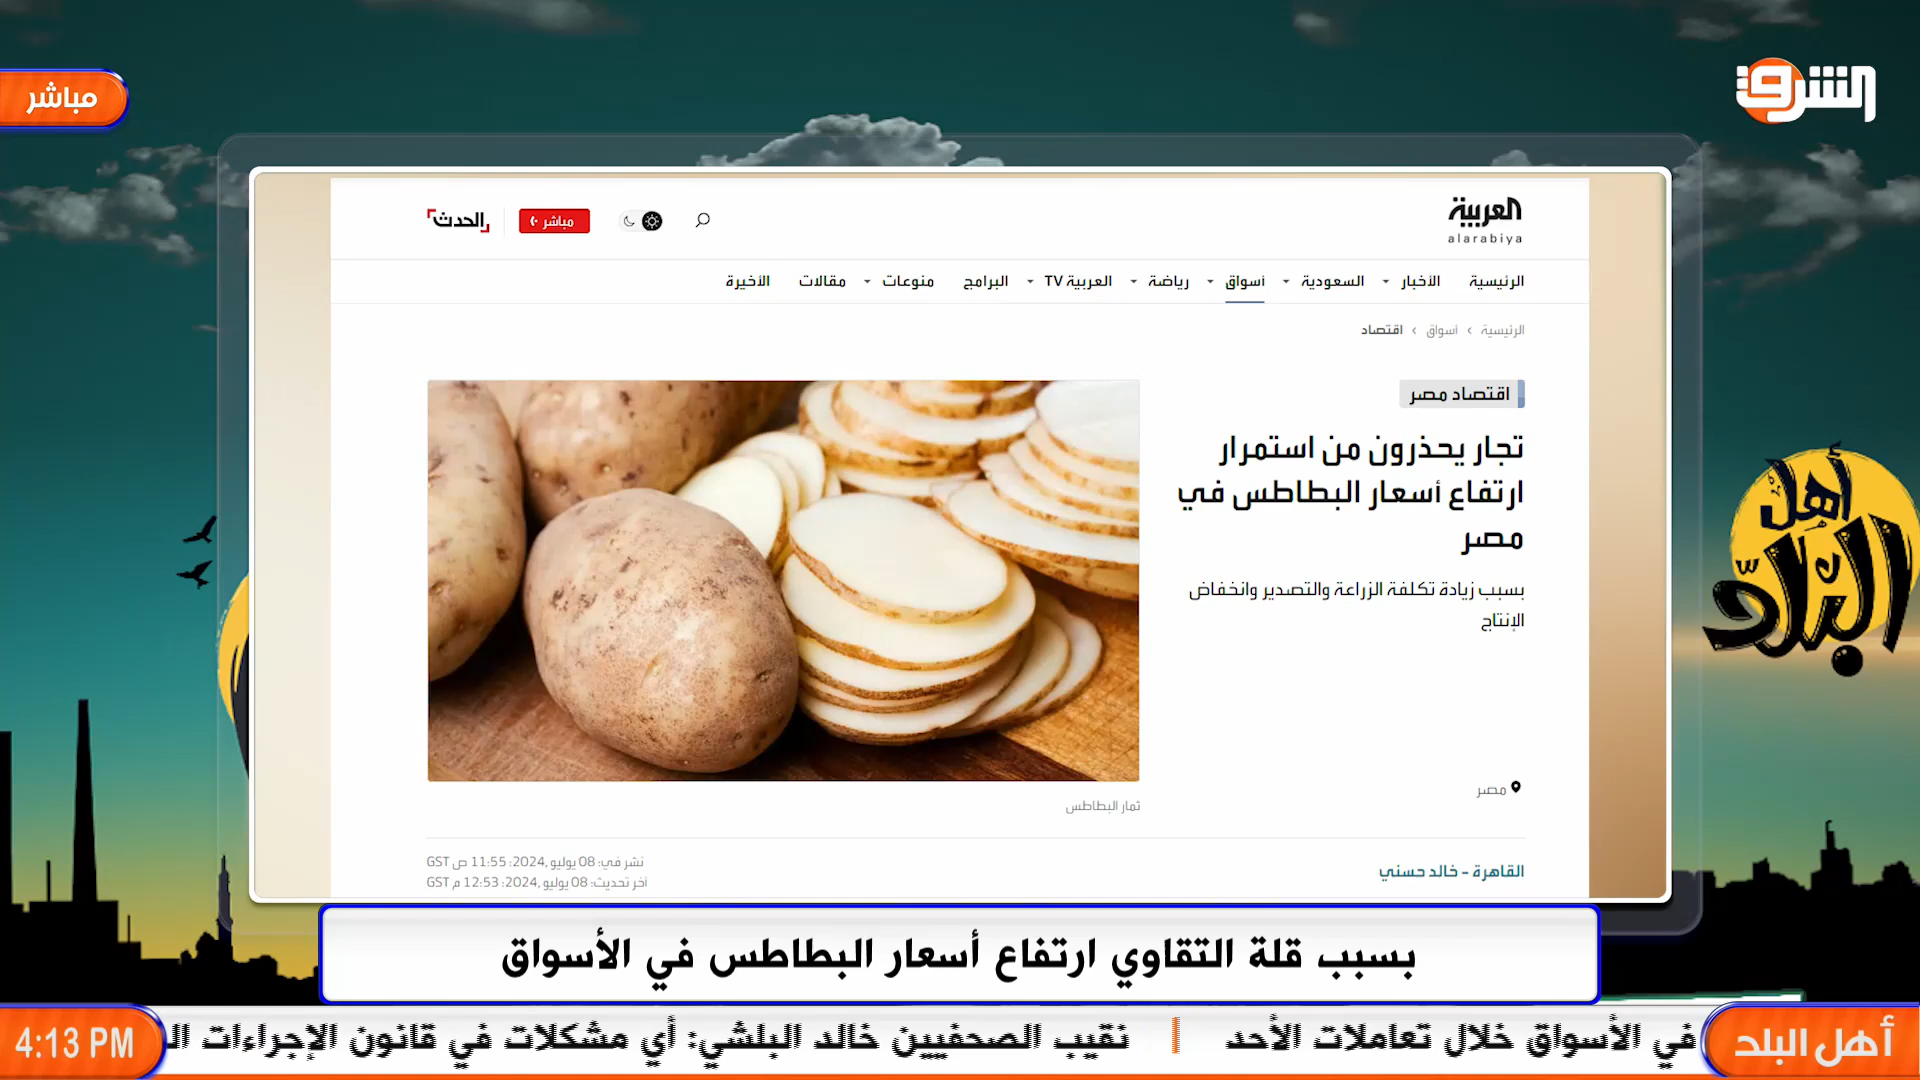 مباشر
الشرق
العربية
alarabiya
مباشر
الحدث
الرئيسية
الأخبار
السعودية
أسواق
رياضة
العربية TV
البرامج
منوعات
مقالات
الأخيرة
الرئيسية › أسواق › اقتصاد
اقتصاد مصر
تجار يحذرون من استمرار
ارتفاع أسعار البطاطس في
مصر
بسبب زيادة تكلفة الزراعة والتصدير وانخفاض
الإنتاج
مصر
ثمار البطاطس
القاهرة - خالد حسني
نشر في: 08 يوليو ,2024: 11:55 ص GST
آخر تحديث: 08 يوليو ,2024: 12:53 م GST
أهل
البلد
بسبب قلة التقاوي ارتفاع أسعار البطاطس في الأسواق
أهل البلد
في الأسواق خلال تعاملات الأحد | نقيب الصحفيين خالد البلشي: أي مشكلات في قانون الإجراءات الـ
4:13 PM